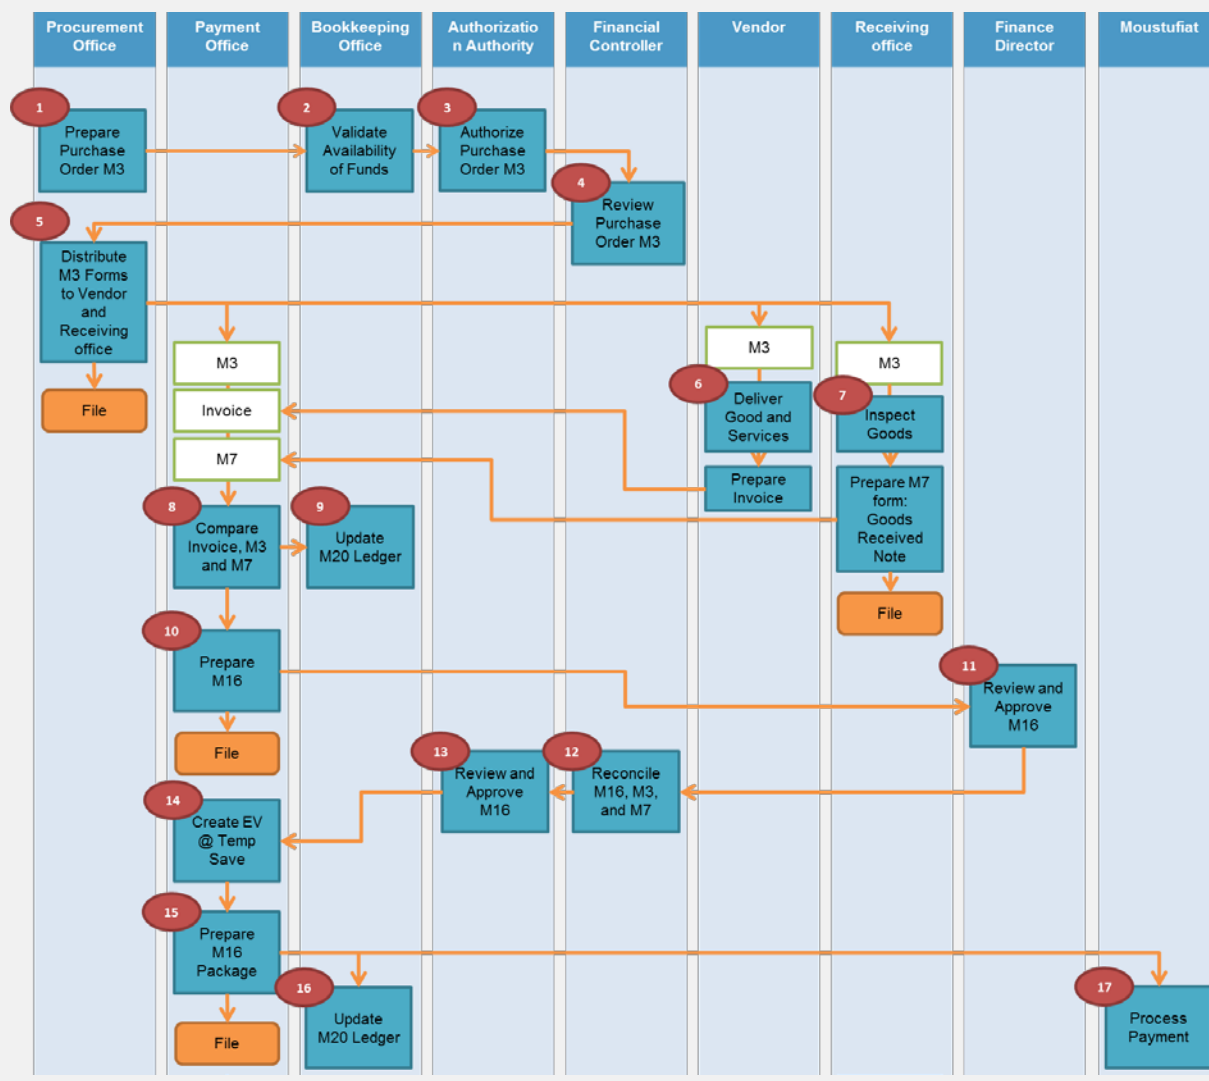 Procurement
Office
Payment
Office
Bookkeeping
Office
Authorizatio
n Authority
Financial
Controller
Vendor
Receiving
office
Finance
Director
Moustufiat
1
Prepare
Purchase
Order M3
2
Validate
Availability
of Funds
3
Authorize
Purchase
Order M3
4
Review
Purchase
Order M3
5
Distribute
M3 Forms
to Vendor
and
Receiving
office
File
M3
Invoice
M7
M3
6
Deliver
Good and
Services
Prepare
Invoice
M3
7
Inspect
Goods
Prepare M7
form:
Goods
Received
Note
File
8
Compare
Invoice, M3
and M7
9
Update
M20 Ledger
10
Prepare
M16
File
11
Review and
Approve
M16
12
Reconcile
M16, M3,
and M7
13
Review and
Approve
M16
14
Create EV
@ Temp
Save
15
Prepare
M16
Package
File
16
Update
M20 Ledger
17
Process
Payment